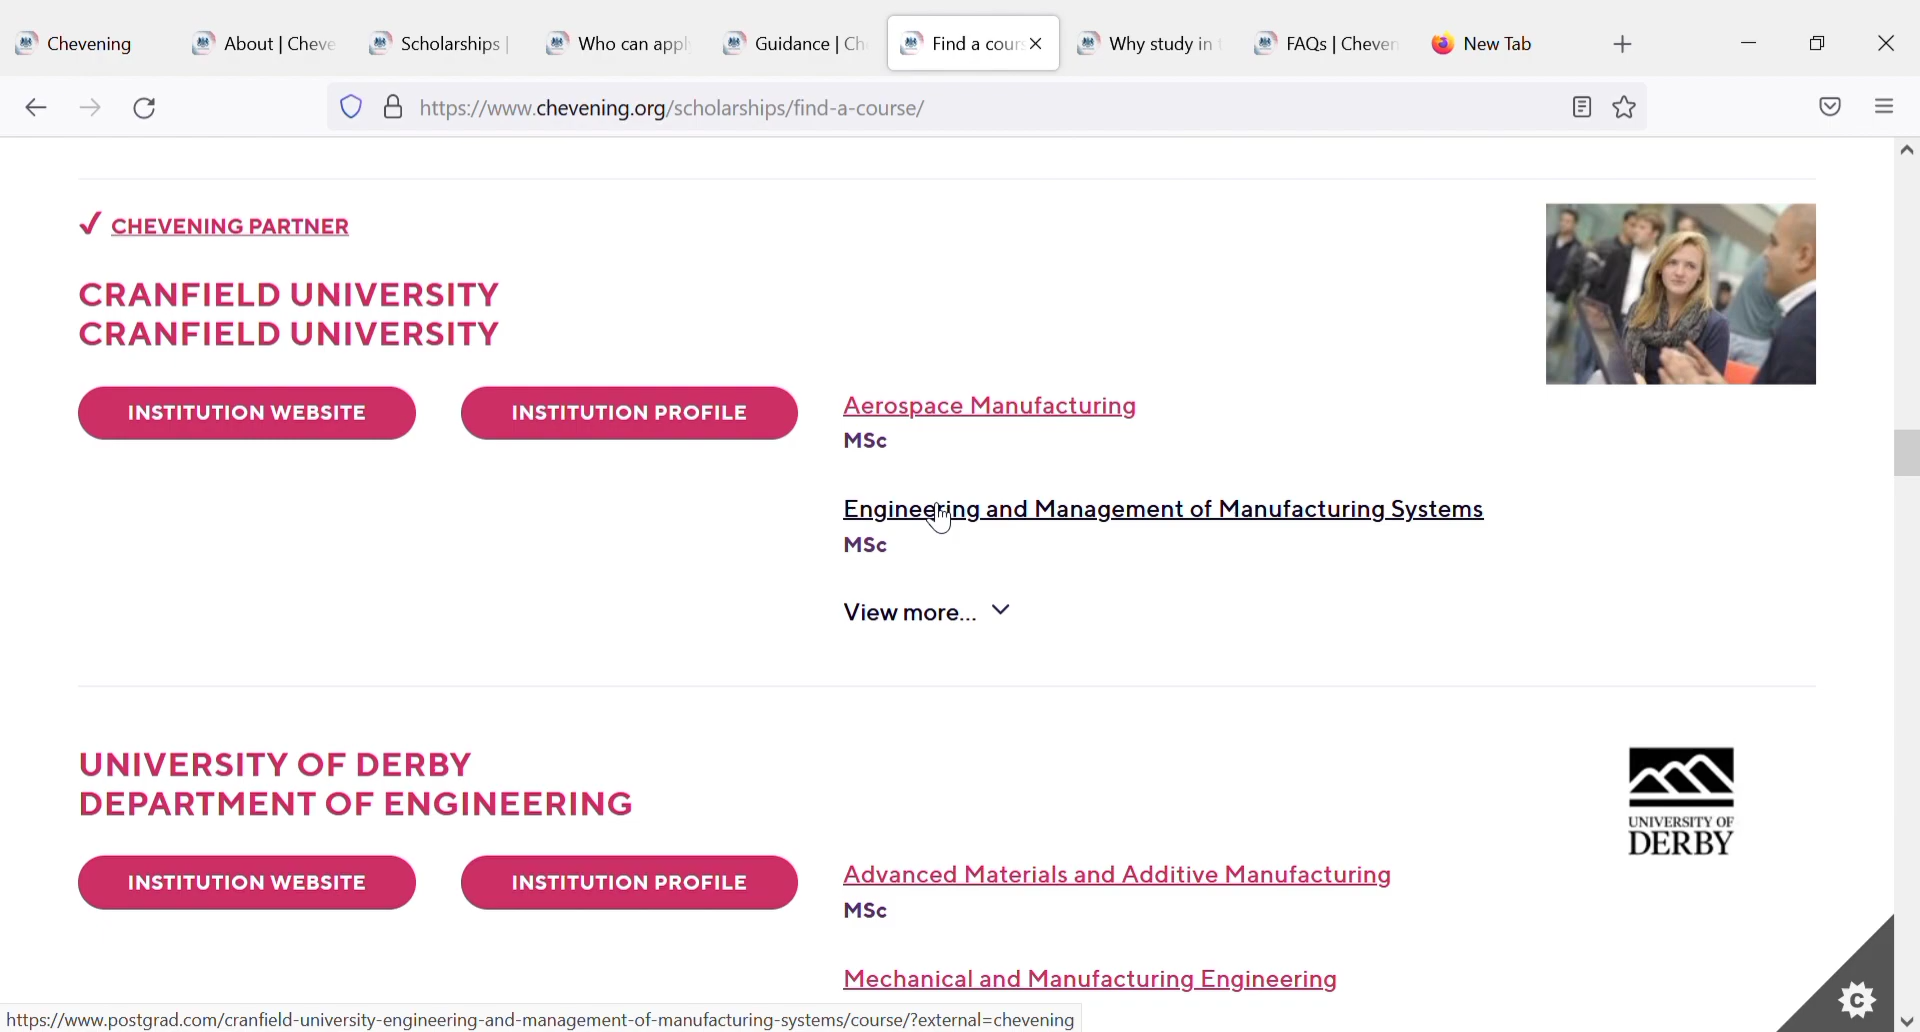 Chevening
About | Cheve
Scholarships |
Who can appl
Guidance | Ch
Find a cour
Why study in t
FAQs | Cheven
New Tab
https://www.chevening.org/scholarships/find-a-course/
CHEVENING PARTNER
CRANFIELD UNIVERSITY
CRANFIELD UNIVERSITY
INSTITUTION WEBSITE
INSTITUTION PROFILE
Aerospace Manufacturing
MSc
Engineering and Management of Manufacturing Systems
MSc
View more...
UNIVERSITY OF DERBY
DEPARTMENT OF ENGINEERING
UNIVERSITY OF
DERBY
INSTITUTION WEBSITE
INSTITUTION PROFILE
Advanced Materials and Additive Manufacturing
MSc
Mechanical and Manufacturing Engineering
C
https://www.postgrad.com/cranfield-university-engineering-and-management-of-manufacturing-systems/course/?external=chevening